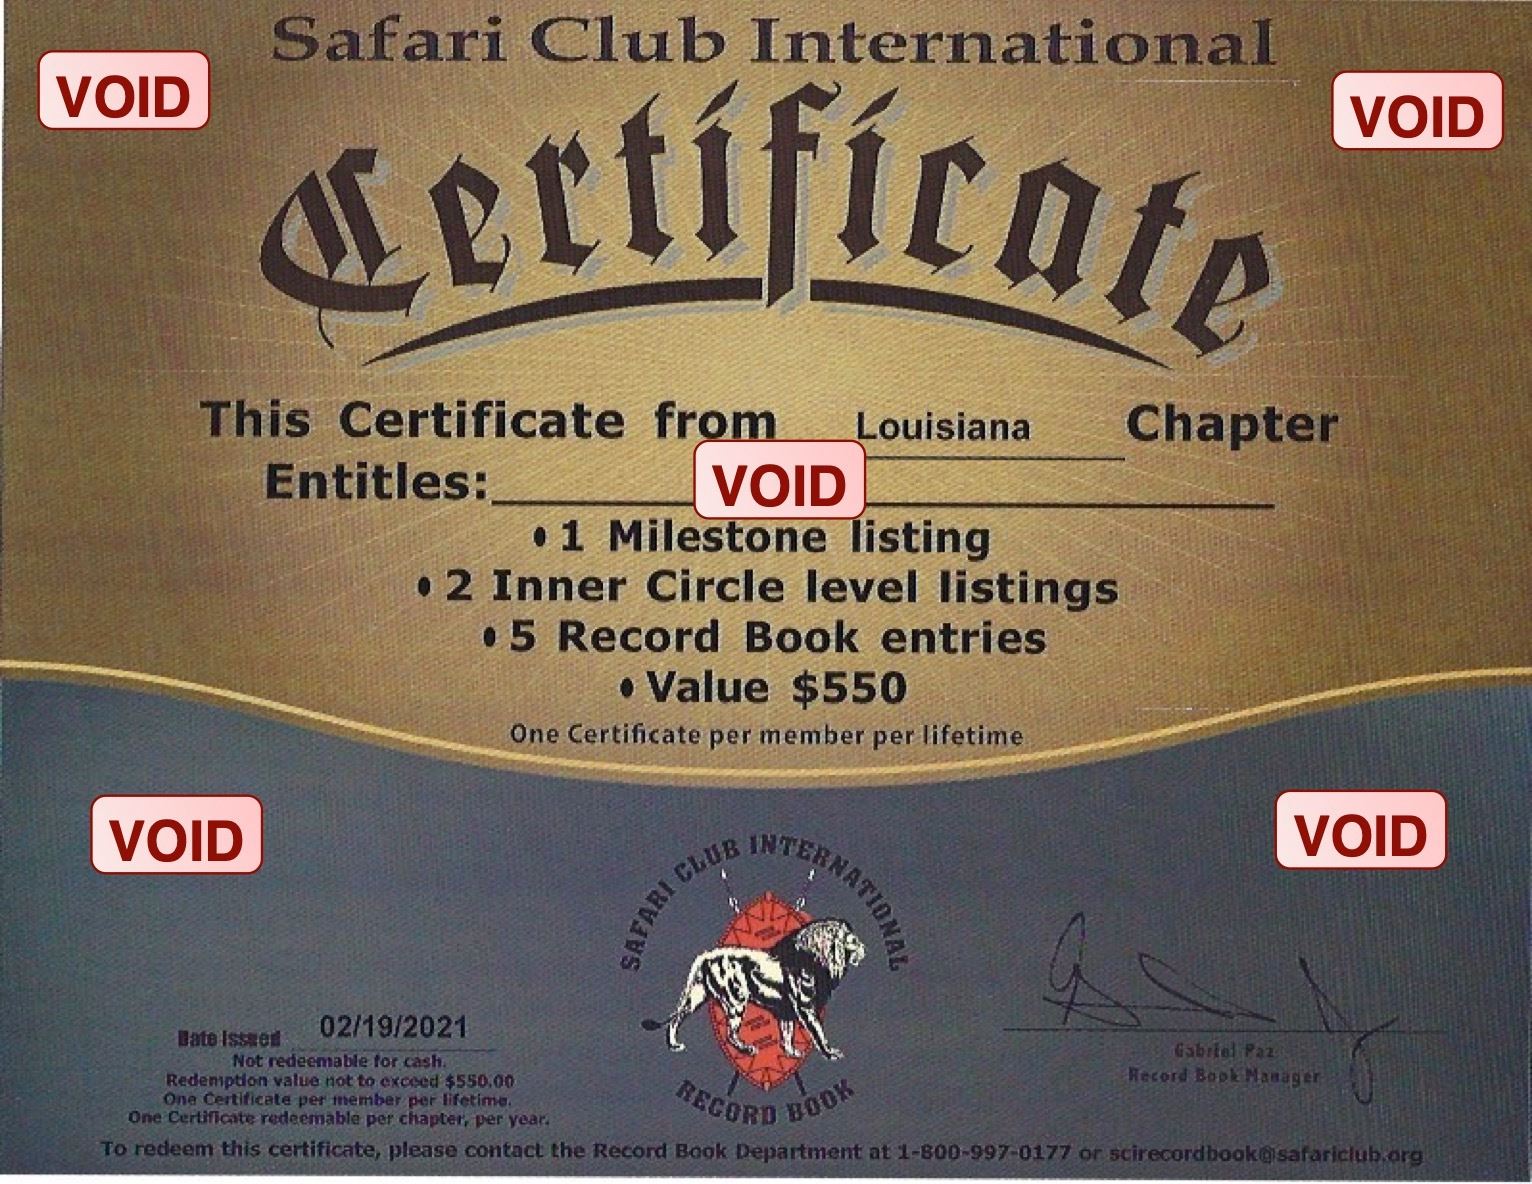 Safari Club International
VOID
VOID
Certificate
This Certificate from Louisiana Chapter
Entitles:
VOID
• 1 Milestone listing
• 2 Inner Circle level listings
• 5 Record Book entries
• Value $550
One Certificate per member per lifetime
VOID
VOID
SAFARI CLUB INTERNATIONAL
RECORD BOOK
Date Issued 02/19/2021
Not redeemable for cash.
Redemption value not to exceed $550.00
One Certificate per member per lifetime.
One Certificate redeemable per chapter, per year.
Gabriel Paz
Record Book Manager
To redeem this certificate, please contact the Record Book Department at 1-800-997-0177 or scirecordbook@safariclub.org